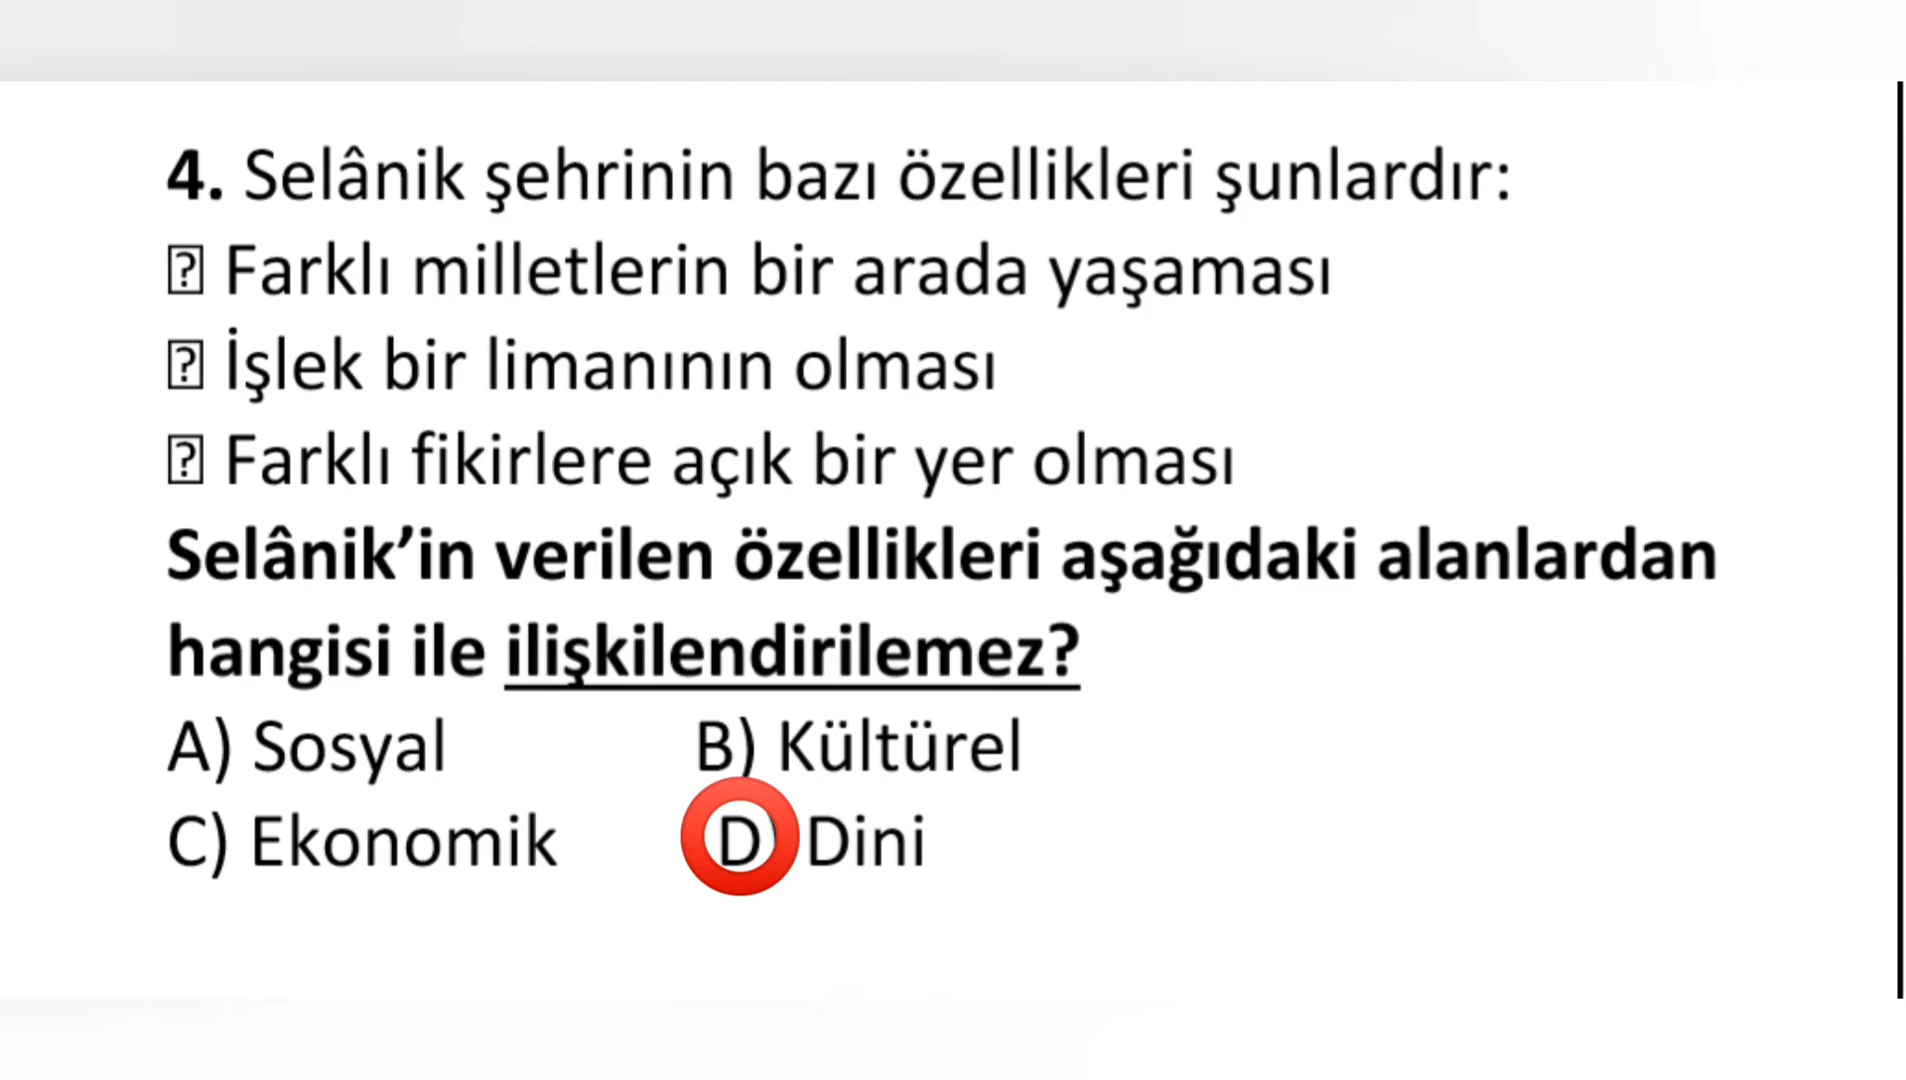 4. Selânik şehrinin bazı özellikleri şunlardır:
⍰ Farklı milletlerin bir arada yaşaması
⍰ İşlek bir limanının olması
⍰ Farklı fikirlere açık bir yer olması
Selânik’in verilen özellikleri aşağıdaki alanlardan
hangisi ile ilişkilendirilemez?
A) Sosyal B) Kültürel
C) Ekonomik D) Dini